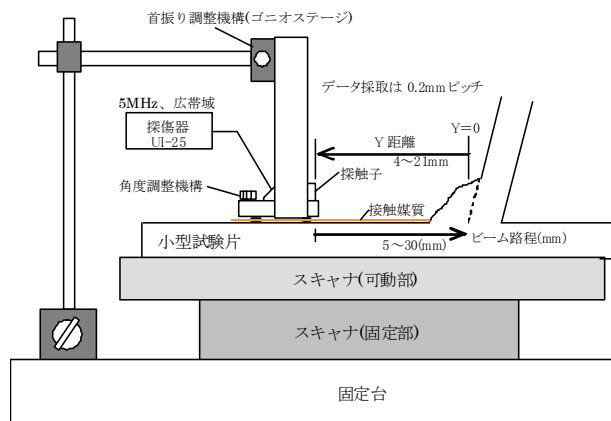 首振り調整機構(ゴニオステージ)
データ採取は 0.2mm ピッチ
5MHz、広帯域
探傷器
UI-25
Y=0
Y 距離
4〜21mm
角度調整機構
探触子
接触媒質
小型試験片
5〜30(mm)
ビーム路程(mm)
スキャナ(可動部)
スキャナ(固定部)
固定台